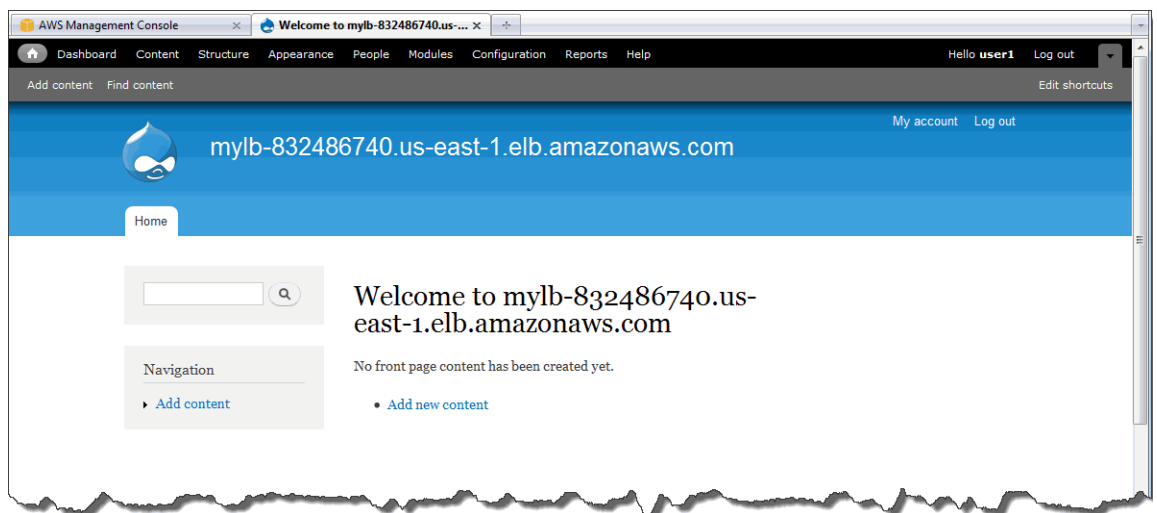 AWS Management Console Welcome to mylb-832486740.us-...
Dashboard Content Structure Appearance People Modules Configuration Reports Help Hello user1 Log out
Add content Find content Edit shortcuts
My account Log out
mylb-832486740.us-east-1.elb.amazonaws.com
Home
Welcome to mylb-832486740.us-
east-1.elb.amazonaws.com
Navigation
Add content
No front page content has been created yet.
Add new content